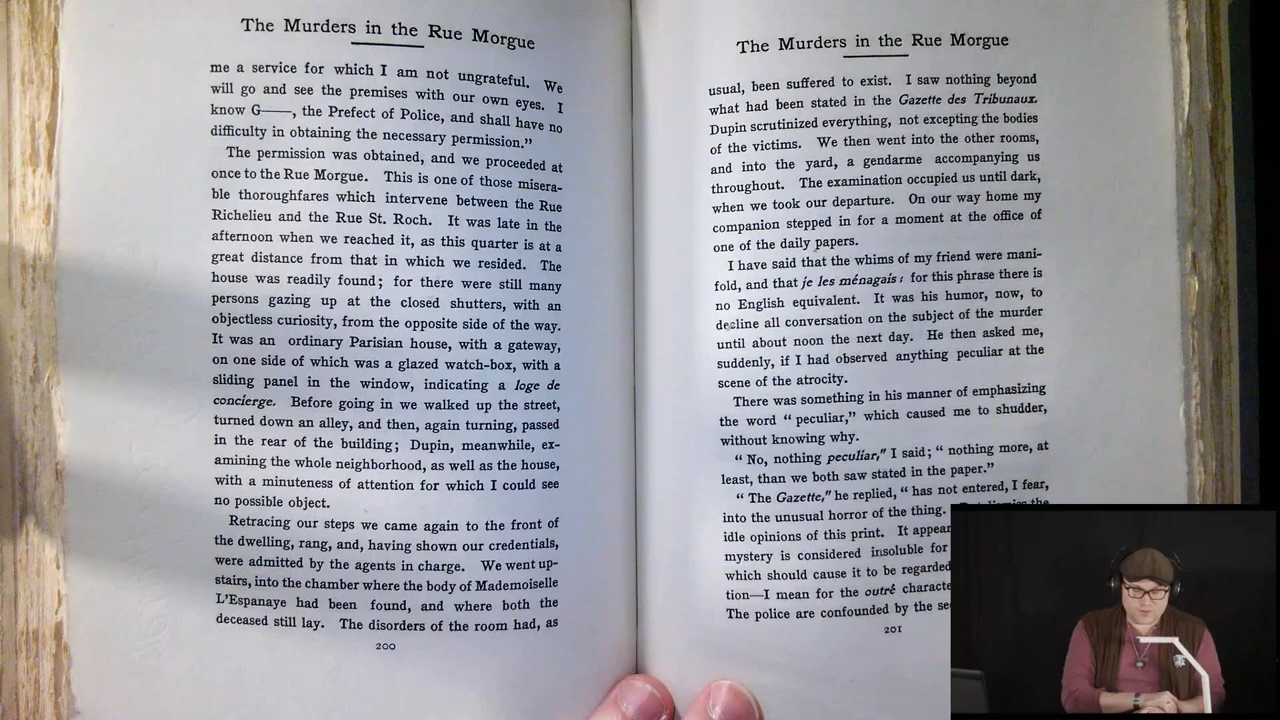 The Murders in the Rue Morgue
me a service for which I am not ungrateful. We
will go and see the premises with our own eyes. I
know G——, the Prefect of Police, and shall have no
difficulty in obtaining the necessary permission."
The permission was obtained, and we proceeded at
once to the Rue Morgue. This is one of those misera-
ble thoroughfares which intervene between the Rue
Richelieu and the Rue St. Roch. It was late in the
afternoon when we reached it, as this quarter is at a
great distance from that in which we resided. The
house was readily found; for there were still many
persons gazing up at the closed shutters, with an
objectless curiosity, from the opposite side of the way.
It was an ordinary Parisian house, with a gateway,
on one side of which was a glazed watch-box, with a
sliding panel in the window, indicating a loge de
concierge. Before going in we walked up the street,
turned down an alley, and then, again turning, passed
in the rear of the building; Dupin, meanwhile, ex-
amining the whole neighborhood, as well as the house,
with a minuteness of attention for which I could see
no possible object.
Retracing our steps we came again to the front of
the dwelling, rang, and, having shown our credentials,
were admitted by the agents in charge. We went up-
stairs, into the chamber where the body of Mademoiselle
L'Espanaye had been found, and where both the
deceased still lay. The disorders of the room had, as
200
The Murders in the Rue Morgue
usual, been suffered to exist. I saw nothing beyond
what had been stated in the Gazette des Tribunaux.
Dupin scrutinized everything, not excepting the bodies
of the victims. We then went into the other rooms,
and into the yard, a gendarme accompanying us
throughout. The examination occupied us until dark,
when we took our departure. On our way home my
companion stepped in for a moment at the office of
one of the daily papers.
I have said that the whims of my friend were mani-
fold, and that je les ménagais: for this phrase there is
no English equivalent. It was his humor, now, to
decline all conversation on the subject of the murder
until about noon the next day. He then asked me,
suddenly, if I had observed anything peculiar at the
scene of the atrocity.
There was something in his manner of emphasizing
the word "peculiar," which caused me to shudder,
without knowing why.
"No, nothing peculiar," I said; "nothing more, at
least, than we both saw stated in the paper."
"The Gazette," he replied, "has not entered, I fear,
into the unusual horror of the thing. the
idle opinions of this print. It appear
mystery is considered insoluble for
which should cause it to be regarded
tion—I mean for the outré characte
The police are confounded by the se
201